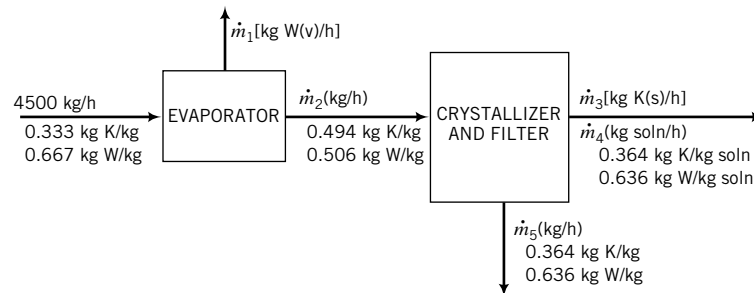 ṁ₁[kg W(v)/h]
4500 kg/h
0.333 kg K/kg
0.667 kg W/kg
EVAPORATOR
ṁ₂(kg/h)
0.494 kg K/kg
0.506 kg W/kg
CRYSTALLIZER
AND FILTER
ṁ₃[kg K(s)/h]
ṁ₄(kg soln/h)
0.364 kg K/kg soln
0.636 kg W/kg soln
ṁ₅(kg/h)
0.364 kg K/kg
0.636 kg W/kg